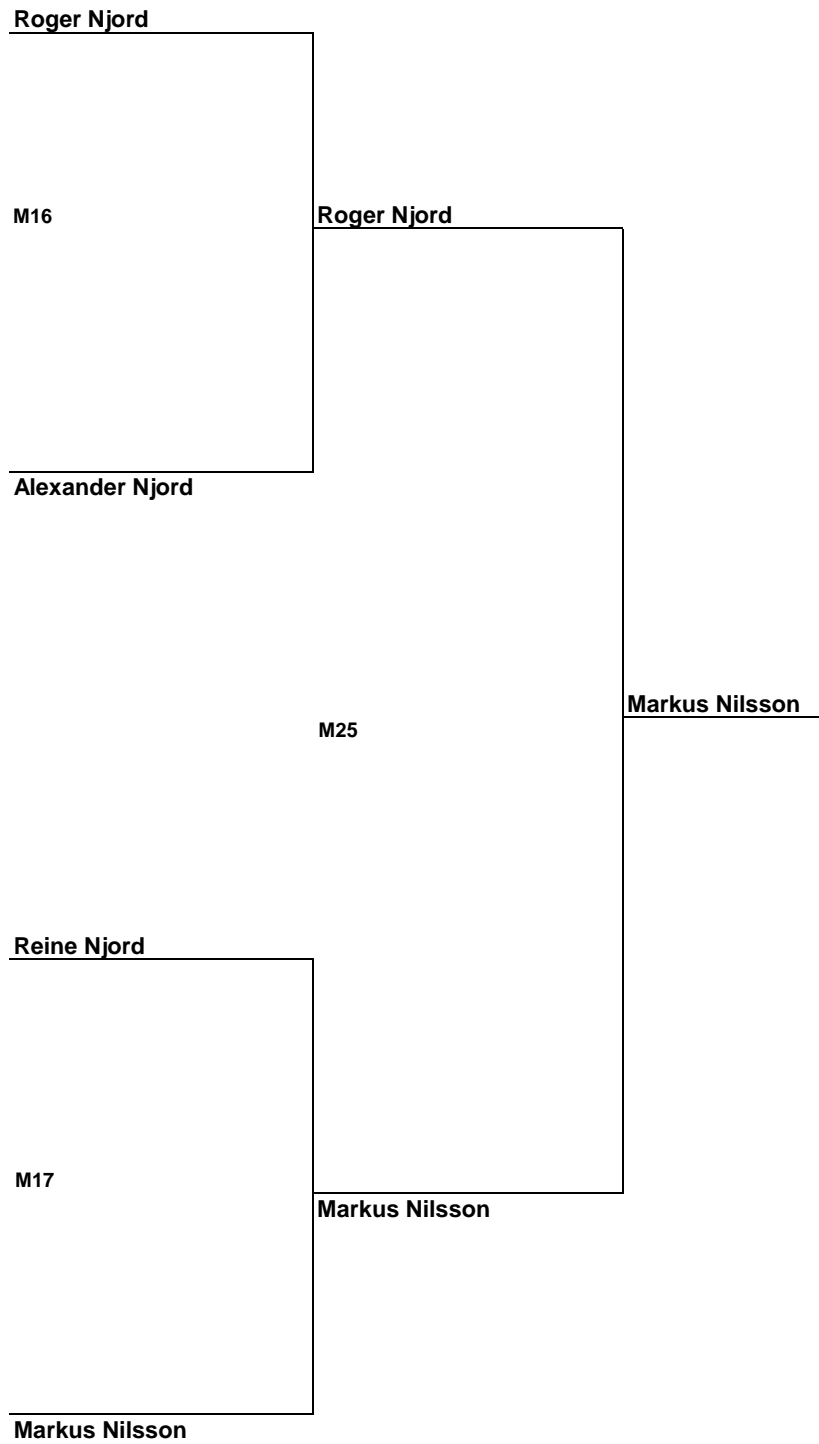 Roger Njord
M16
Roger Njord
Alexander Njord
Markus Nilsson
M25
Reine Njord
M17
Markus Nilsson
Markus Nilsson